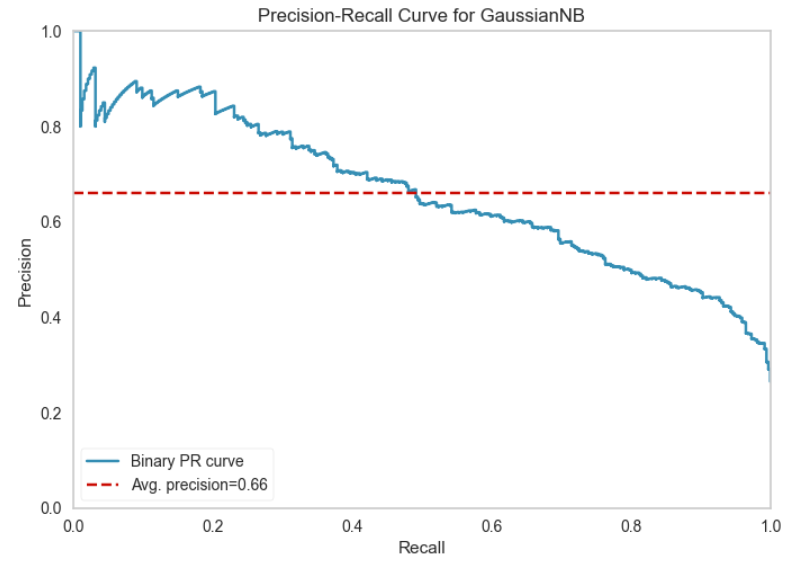 Precision-Recall Curve for GaussianNB
1.0
0.8
0.6
0.4
0.2
0.0
Precision
Binary PR curve
Avg. precision=0.66
0.0 0.2 0.4 0.6 0.8 1.0
Recall